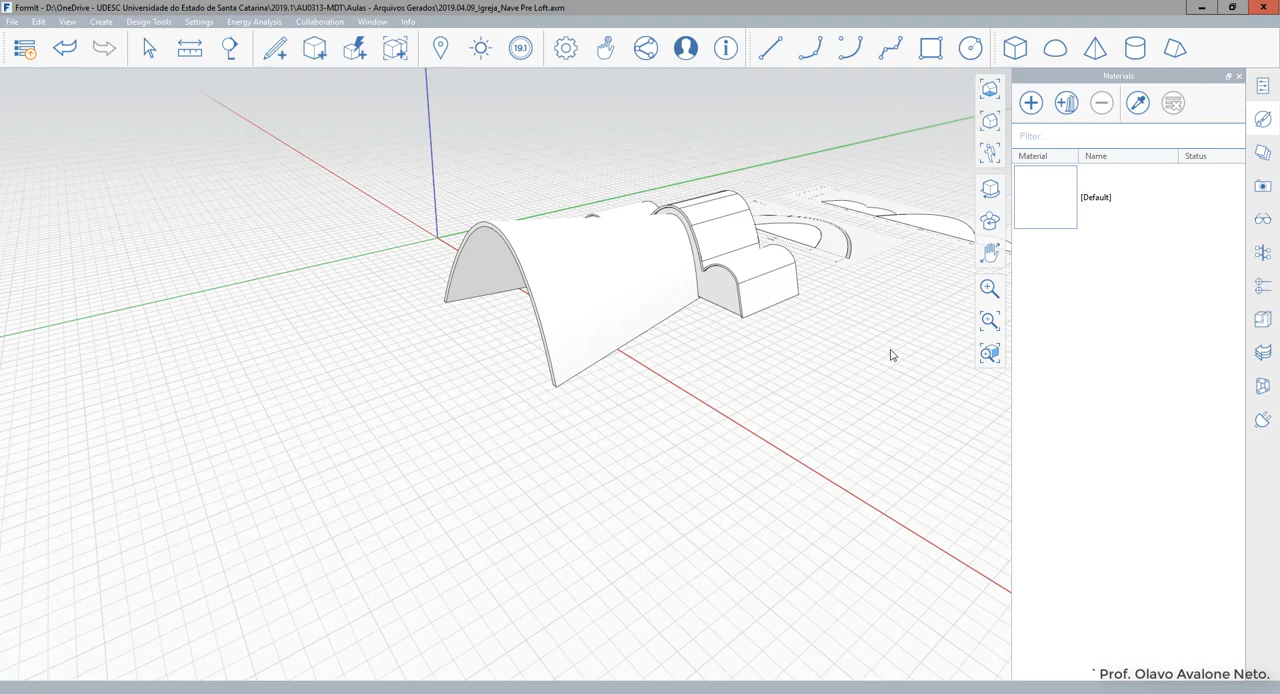 F FormIt - D:\OneDrive - UDESC Universidade do Estado de Santa Catarina\2019.1\AU0313-MDT\Aulas - Arquivos Gerados\2019.04.09_Igreja_Nave Pre Loft.axm
File Edit View Create Design Tools Settings Energy Analysis Collaboration Window Info
19.1
Materials
Filter...
Material Name Status
[Default]
` Prof. Olavo Avalone Neto.